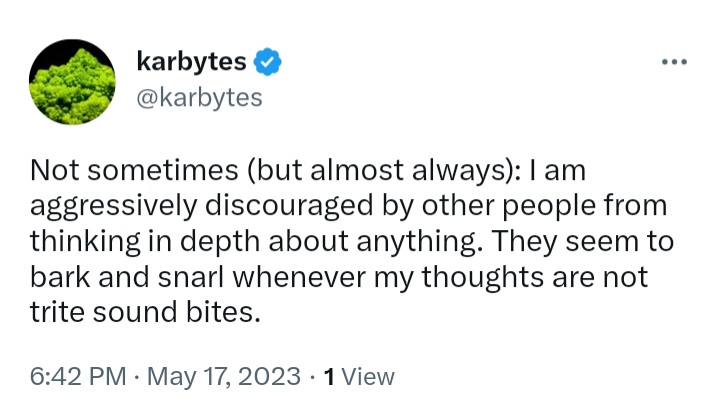 karbytes
@karbytes
Not sometimes (but almost always): I am
aggressively discouraged by other people from
thinking in depth about anything. They seem to
bark and snarl whenever my thoughts are not
trite sound bites.
6:42 PM · May 17, 2023 · 1 View